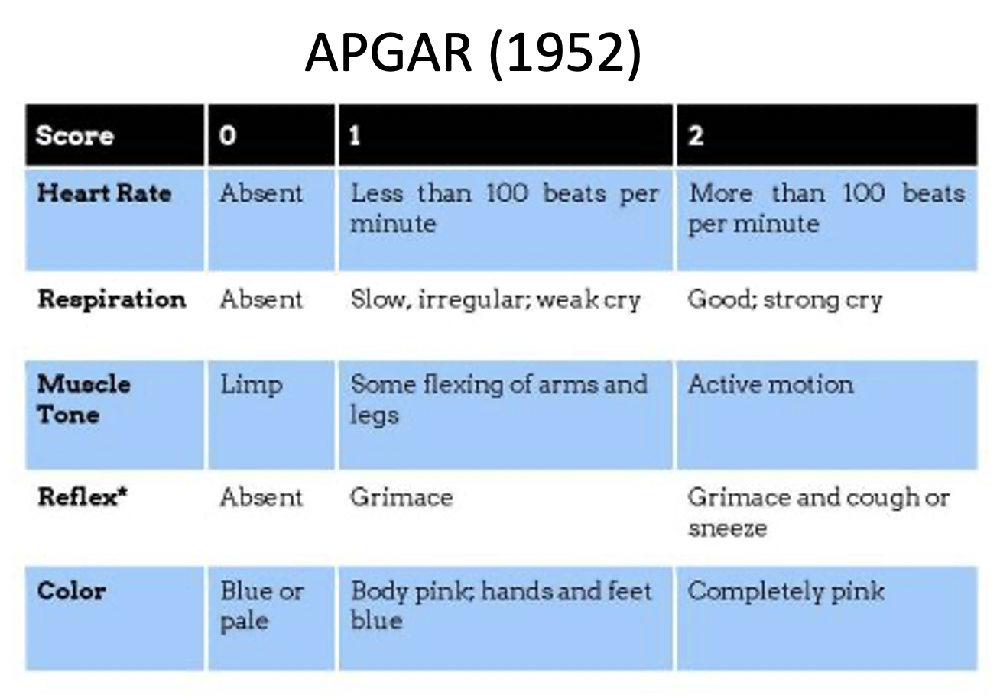 APGAR (1952)
Score 0 1 2
Heart Rate Absent Less than 100 beats per More than 100 beats
minute per minute
Respiration Absent Slow, irregular; weak cry Good; strong cry
Muscle Limp Some flexing of arms and Active motion
Tone legs
Reflex* Absent Grimace Grimace and cough or
sneeze
Color Blue or Body pink; hands and feet Completely pink
pale blue